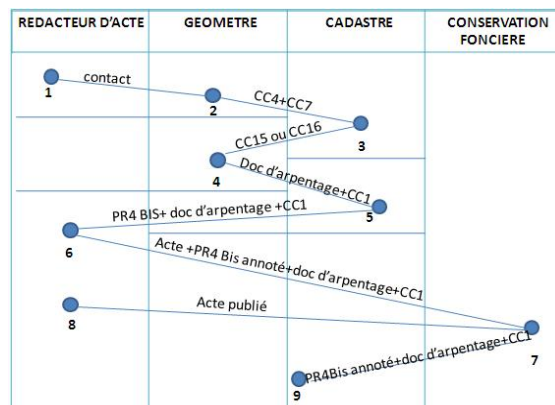 REDACTEUR D'ACTE
GEOMETRE
CADASTRE
CONSERVATION
FONCIERE
contact
1
2
CC4+CC7
3
CC15 ou CC16
4
Doc d'arpentage+CC1
5
PR4 BIS+ doc d'arpentage +CC1
6
Acte +PR4 Bis annoté+doc d'arpentage+CC1
8
Acte publié
7
PR4Bis annoté+doc d'arpentage+CC1
9